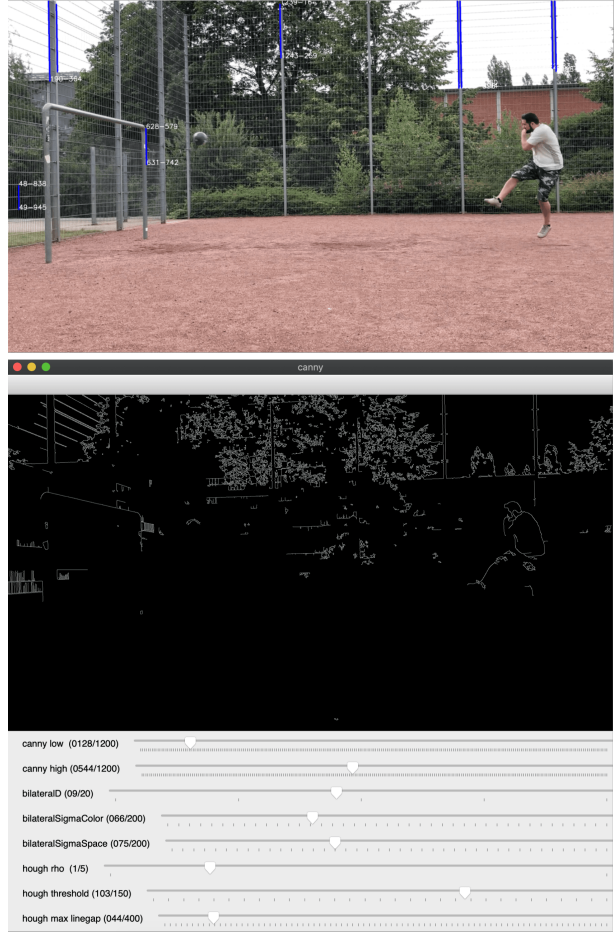 628-579
631-742
48-838
49-945
canny
canny low (0128/1200)
canny high (0544/1200)
bilateralD (09/20)
bilateralSigmaColor (066/200)
bilateralSigmaSpace (075/200)
hough rho (1/5)
hough threshold (103/150)
hough max linegap (044/400)